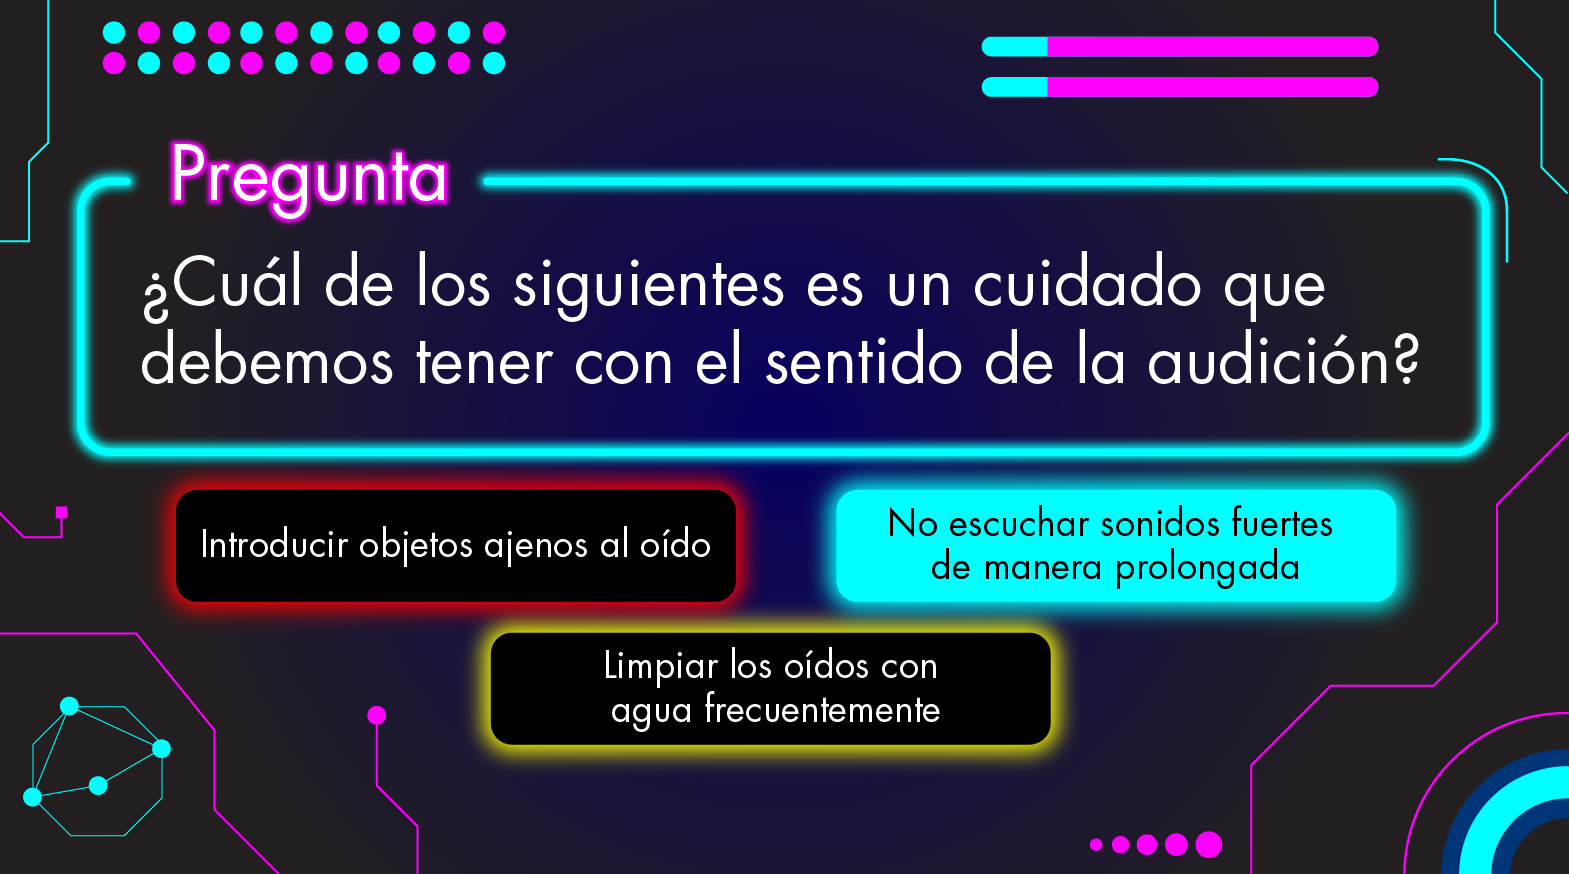 Pregunta
¿Cuál de los siguientes es un cuidado que
debemos tener con el sentido de la audición?
Introducir objetos ajenos al oído
No escuchar sonidos fuertes
de manera prolongada
Limpiar los oídos con
agua frecuentemente